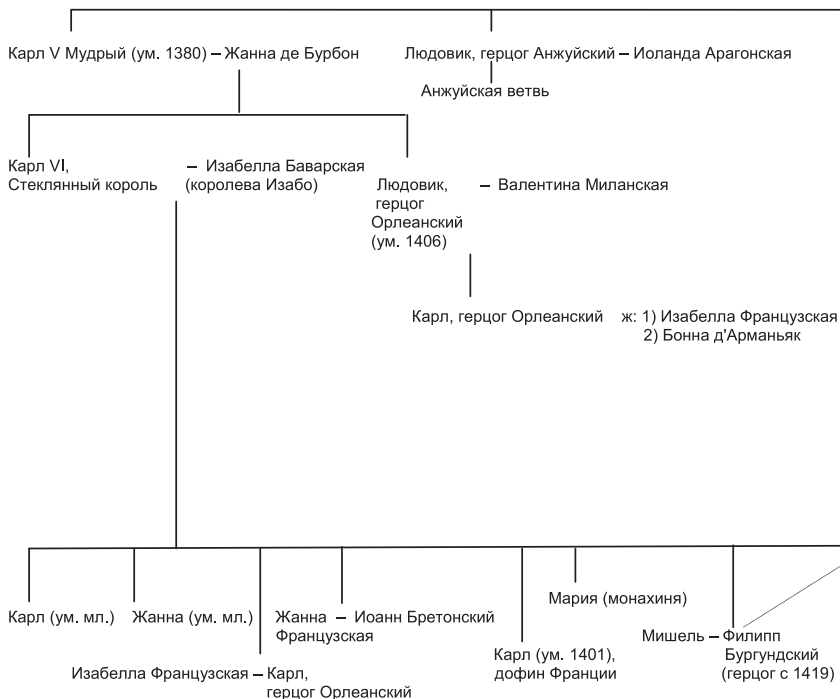 Карл V Мудрый (ум. 1380) – Жанна де Бурбон
Людовик, герцог Анжуйский – Иоланда Арагонская
Анжуйская ветвь
Карл VI,
Стеклянный король
– Изабелла Баварская
(королева Изабо)
Людовик,
герцог
Орлеанский
(ум. 1406)
– Валентина Миланская
Карл, герцог Орлеанский
ж: 1) Изабелла Французская
2) Бонна д'Арманьяк
Карл (ум. мл.)
Жанна (ум. мл.)
Изабелла Французская – Карл,
герцог Орлеанский
Жанна – Иоанн Бретонский
Французская
Карл (ум. 1401),
дофин Франции
Мария (монахиня)
Мишель – Филипп
Бургундский
(герцог с 1419)